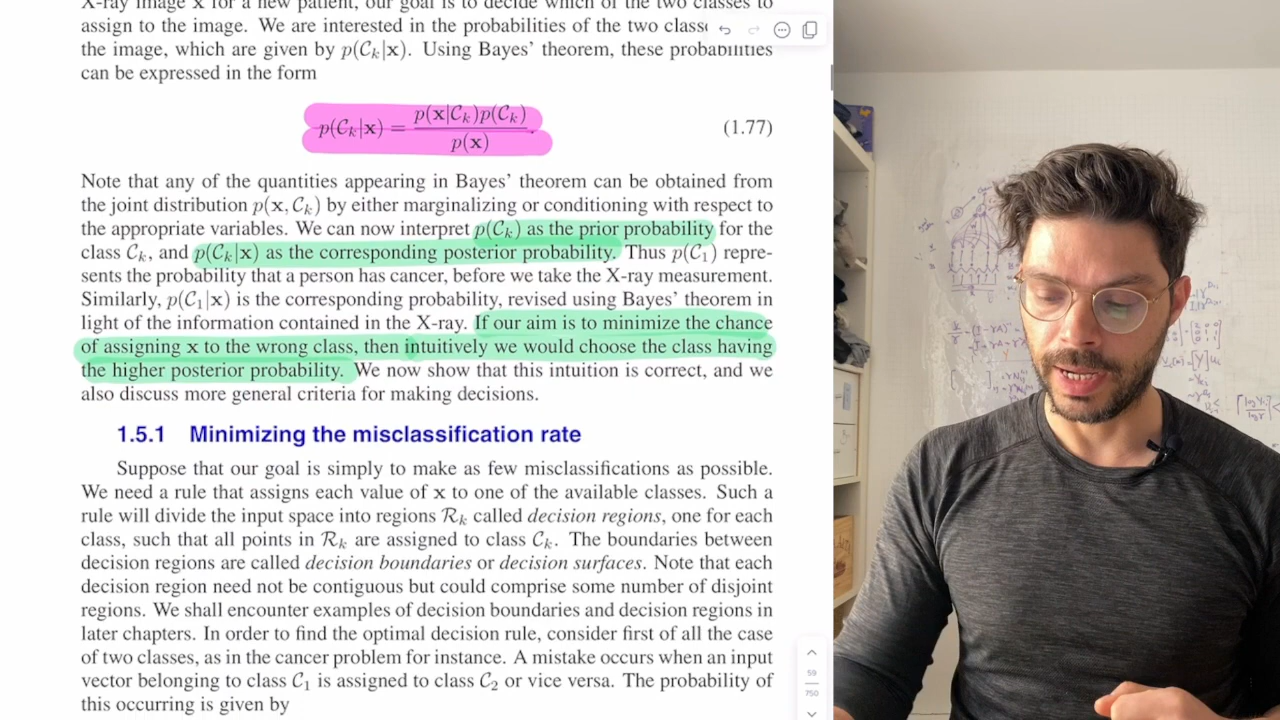 X-ray image x for a new patient, our goal is to decide which of the two classes to
assign to the image. We are interested in the probabilities of the two
the image, which are given by p(C_k|x). Using Bayes' theorem, these probabilities
can be expressed in the form
p(C_k|x) = p(x|C_k)p(C_k) / p(x) . (1.77)
Note that any of the quantities appearing in Bayes' theorem can be obtained from
the joint distribution p(x, C_k) by either marginalizing or conditioning with respect to
the appropriate variables. We can now interpret p(C_k) as the prior probability for the
class C_k, and p(C_k|x) as the corresponding posterior probability. Thus p(C_1) repre-
sents the probability that a person has cancer, before we take the X-ray measurement.
Similarly, p(C_1|x) is the corresponding probability, revised using Bayes' theorem in
light of the information contained in the X-ray. If our aim is to minimize the chance
of assigning x to the wrong class, then intuitively we would choose the class having
the higher posterior probability. We now show that this intuition is correct, and we
also discuss more general criteria for making decisions.
1.5.1 Minimizing the misclassification rate
Suppose that our goal is simply to make as few misclassifications as possible.
We need a rule that assigns each value of x to one of the available classes. Such a
rule will divide the input space into regions R_k called decision regions, one for each
class, such that all points in R_k are assigned to class C_k. The boundaries between
decision regions are called decision boundaries or decision surfaces. Note that each
decision region need not be contiguous but could comprise some number of disjoint
regions. We shall encounter examples of decision boundaries and decision regions in
later chapters. In order to find the optimal decision rule, consider first of all the case
of two classes, as in the cancer problem for instance. A mistake occurs when an input
vector belonging to class C_1 is assigned to class C_2 or vice versa. The probability of
this occurring is given by
59
750